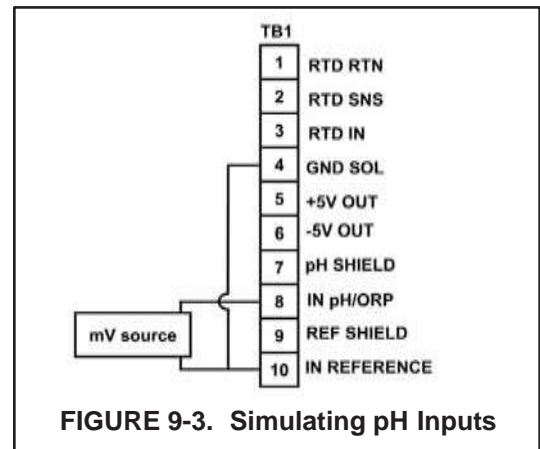 TB1
1 RTD RTN
2 RTD SNS
3 RTD IN
4 GND SOL
5 +5V OUT
6 -5V OUT
7 pH SHIELD
8 IN pH/ORP
mV source
9 REF SHIELD
10 IN REFERENCE
FIGURE 9-3. Simulating pH Inputs